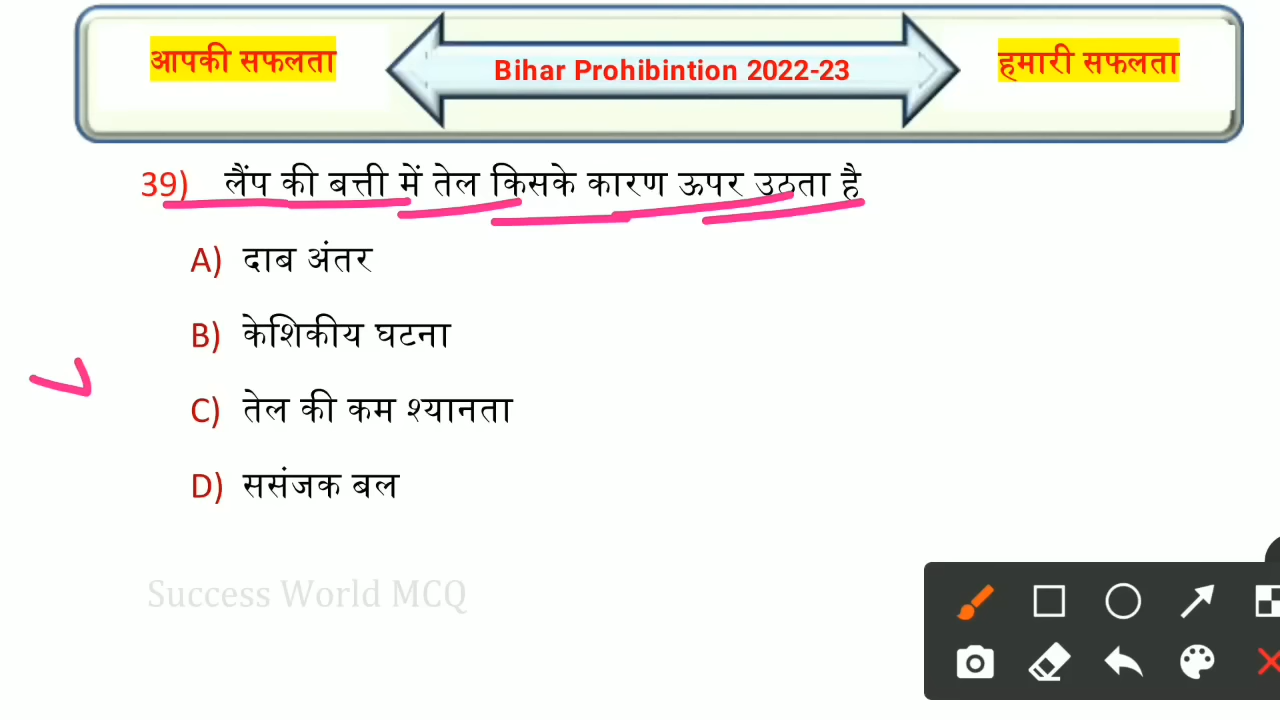 आपकी सफलता
Bihar Prohibintion 2022-23
हमारी सफलता
39) लैंप की बत्ती में तेल किसके कारण ऊपर उठता है
A) दाब अंतर
B) केशिकीय घटना
C) तेल की कम श्यानता
D) ससंजक बल
Success World MCQ